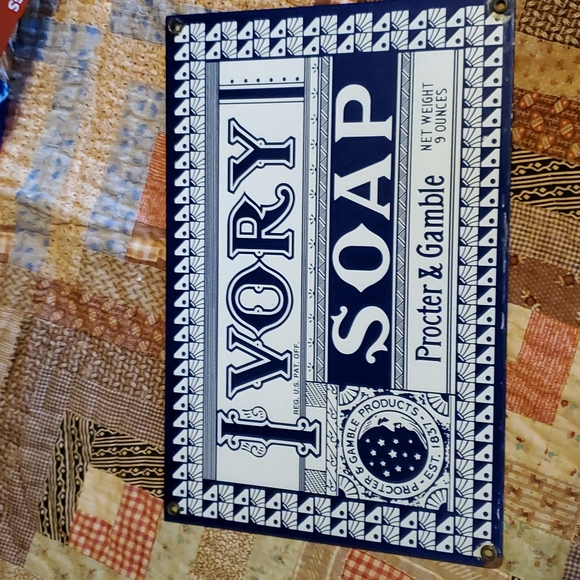 IVORY
REG. U.S. PAT. OFF.
SOAP
Procter & Gamble
NET WEIGHT
9 OUNCES
PROCTER & GAMBLE PRODUCTS · EST. 1837 ·